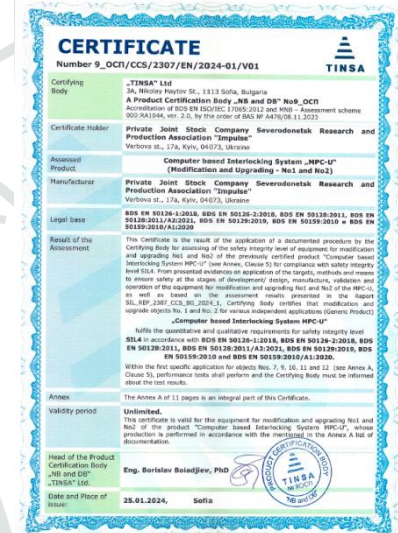 CERTIFICATE
Number 9_ОСП/CCS/2307/EN/2024-01/V01
TINSA
Certifying
Body
„TINSA" Ltd
3A, Nikolay Haytov St., 1113 Sofia, Bulgaria
A Product Certification Body „NB and DB" No9_ОСП
Accreditation of BDS EN ISO/IEC 17065:2012 and MNB – Assessment scheme
000:RA1044, ver. 2.0, by the order of BAS № A478/08.11.2023
Certificate Holder
Private Joint Stock Company Severodonetsk Research and
Production Association "Impulse"
Verbova st., 17a, Kyiv, 04073, Ukraine
Assessed
Product
Computer based Interlocking System „MPC-U"
(Modification and Upgrading - No1 and No2)
Manufacturer
Private Joint Stock Company Severodonetsk Research and
Production Association "Impulse"
Verbova st., 17a, Kyiv, 04073, Ukraine
Legal base
BDS EN 50126-1:2018, BDS EN 50126-2:2018, BDS EN 50128:2011, BDS EN
50128:2011/A2:2021, BDS EN 50129:2019, BDS EN 50159:2010 и BDS EN
50159:2010/A1:2020
Result of the
Assessment
This Certificate is the result of the application of a documented procedure by the
Certifying Body for assessing of the safety integrity level of equipment for modification
and upgrading No1 and No2 of the previously certified product "Computer based
Interlocking System MPC-U" (see Annex, Clause 5) for compliance with safety integrity
level SIL4. From presented evidences on application of the targets, methods and means
to ensure safety at the stages of development/ design, manufacture, validation and
operation of the equipment for modification and upgrading No1 and No2 of the MPC-U,
as well as based on the assessment results presented in the Report
SIL_REP_2307_CCS_BG_2024_1, Certifying Body certifies that modification and
upgrade objects No. 1 and No. 2 for various independent applications (Generic Product)
„Computer based Interlocking System MPC-U"
fulfils the quantitative and qualitative requirements for safety integrity level
SIL4 in accordance with BDS EN 50126-1:2018, BDS EN 50126-2:2018, BDS
EN 50128:2011, BDS EN 50128:2011/A2:2021, BDS EN 50129:2019, BDS
EN 50159:2010 and BDS EN 50159:2010/A1:2020.
Within the first specific application for objects Nos. 7, 9, 10, 11 and 12 (see Annex A,
Clause 5), performance tests shall perform and the Certifying Body must be informed
about the test results.
Annex
The Annex A of 11 pages is an integral part of this Certificate.
Validity period
Unlimited.
This certificate is valid for the equipment for modification and upgrading No1 and
No2 of the product "Computer based Interlocking System MPC-U", whose
production is performed in accordance with the mentioned in the Annex A list of
documentation.
Head of the Product
Certification Body
„NB and DB"
„TINSA" Ltd.
Eng. Borislav Boiadjiev, PhD
Date and Place of
issue:
25.01.2024, Sofia
TINSA